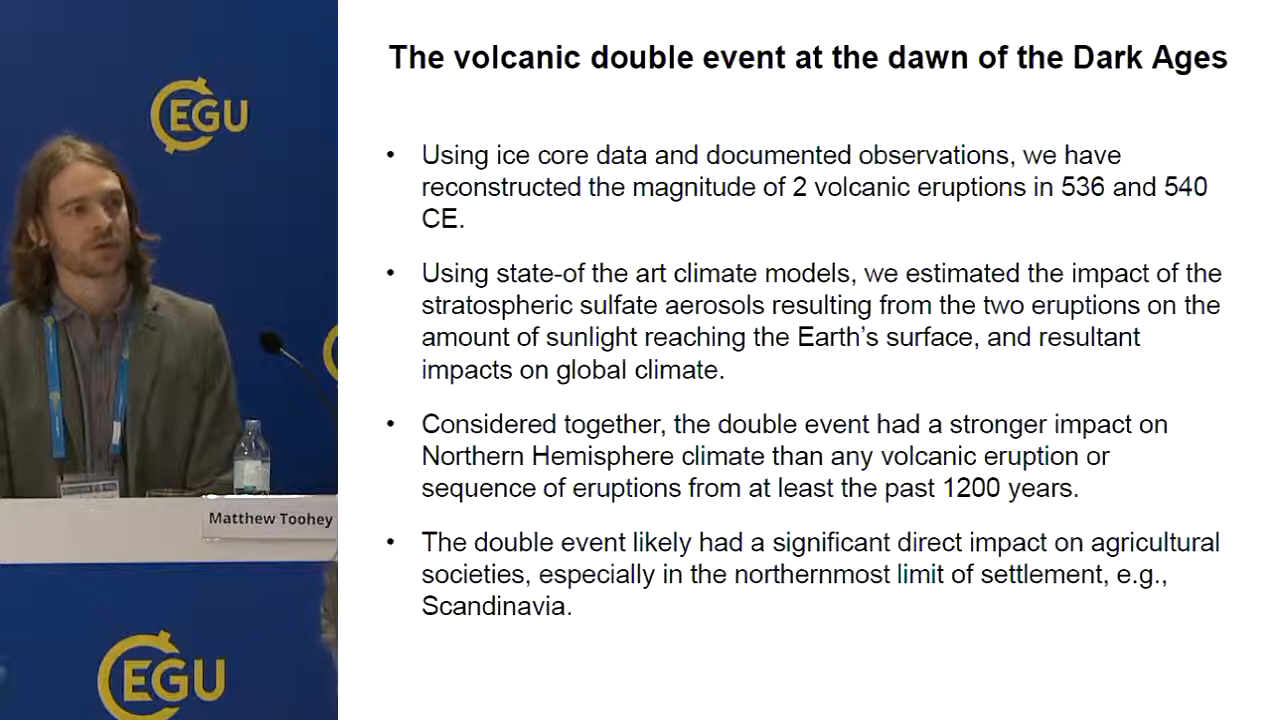 EGU
Matthew Toohey
EGU
The volcanic double event at the dawn of the Dark Ages
• Using ice core data and documented observations, we have
reconstructed the magnitude of 2 volcanic eruptions in 536 and 540
CE.
• Using state-of the art climate models, we estimated the impact of the
stratospheric sulfate aerosols resulting from the two eruptions on the
amount of sunlight reaching the Earth's surface, and resultant
impacts on global climate.
• Considered together, the double event had a stronger impact on
Northern Hemisphere climate than any volcanic eruption or
sequence of eruptions from at least the past 1200 years.
• The double event likely had a significant direct impact on agricultural
societies, especially in the northernmost limit of settlement, e.g.,
Scandinavia.